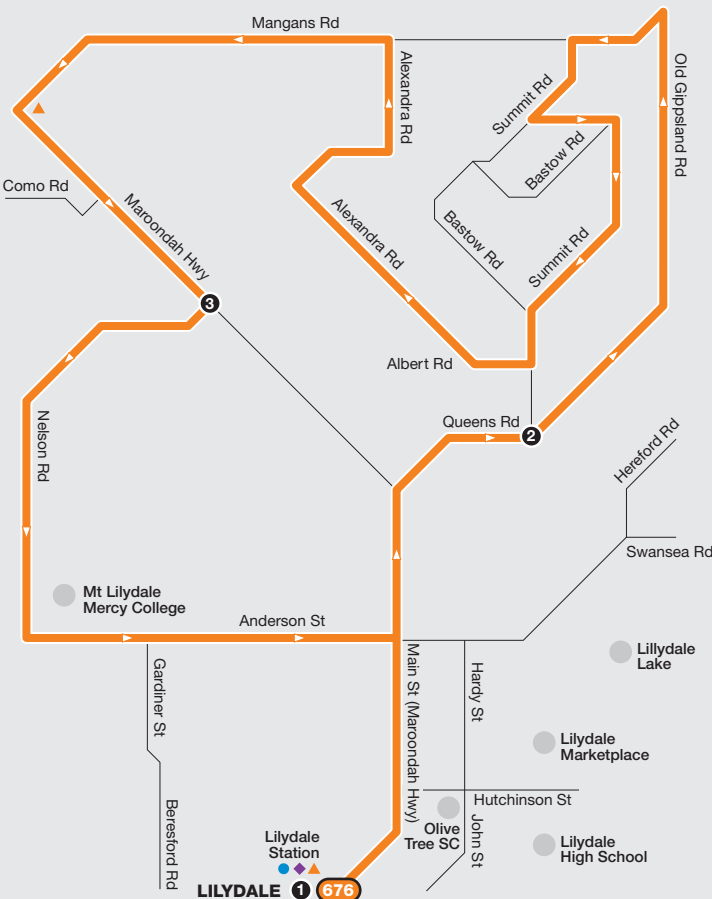 Mangans Rd
Alexandra Rd
Summit Rd
Old Gippsland Rd
Bastow Rd
Como Rd
Maroondah Hwy
Alexandra Rd
Bastow Rd
Summit Rd
3
Albert Rd
Nelson Rd
Queens Rd
2
Hereford Rd
Swansea Rd
Mt Lilydale
Mercy College
Anderson St
Gardiner St
Main St (Maroondah Hwy)
Hardy St
Lillydale
Lake
Lilydale
Marketplace
Beresford Rd
Hutchinson St
Olive
Tree SC
John St
Lilydale
High School
Lilydale
Station
LILYDALE 1 676